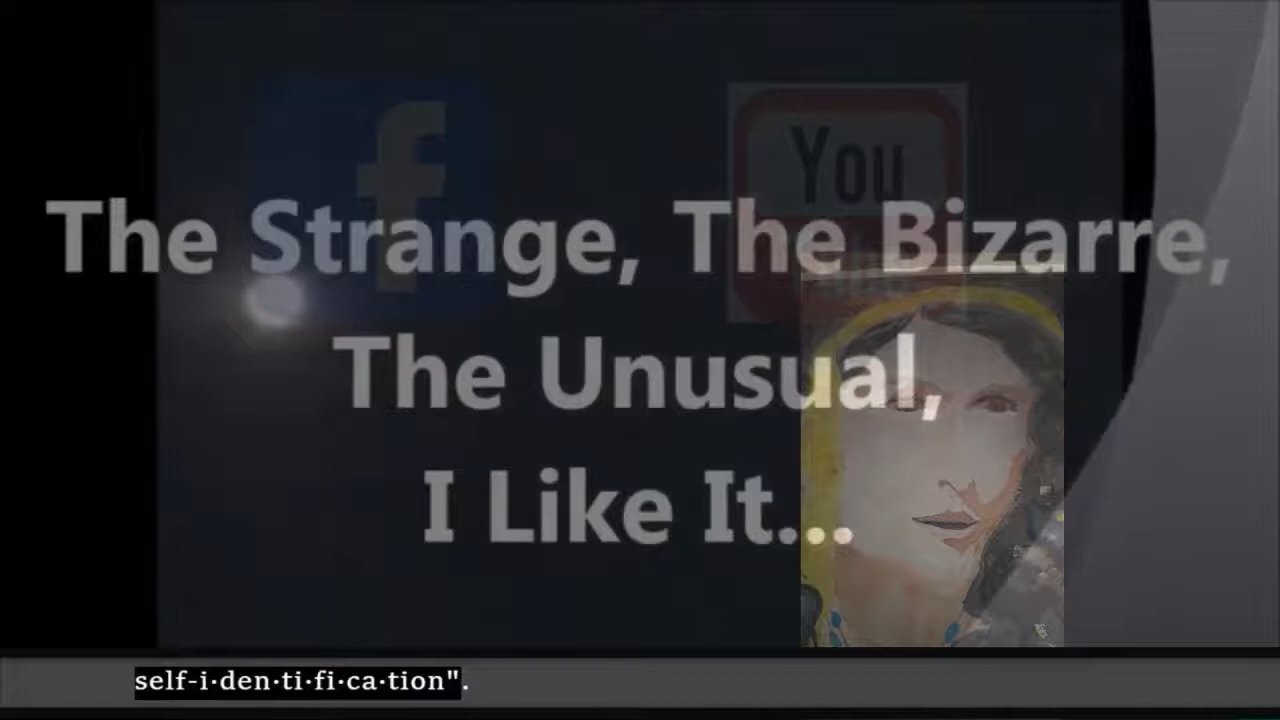 f
You
The Strange, The Bizarre,
The Unusual,
I Like It...
self-i·den·ti·fi·ca·tion".